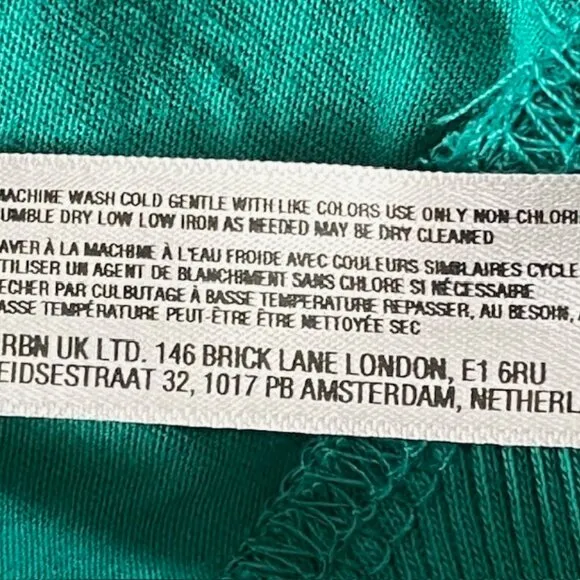 MACHINE WASH COLD GENTLE WITH LIKE COLORS USE ONLY NON-CHLORI
UMBLE DRY LOW LOW IRON AS NEEDED MAY BE DRY CLEANED
AVER À LA MACHINE À L'EAU FROIDE AVEC COULEURS SIMILAIRES CYCLE
TILISER UN AGENT DE BLANCHIMENT SANS CHLORE SI NÉCESSAIRE
ECHER PAR CULBUTAGE À BASSE TEMPERATURE REPASSER, AU BESOIN,
ASSE TEMPÉRATURE PEUT-ÊTRE ÊTRE NETTOYÉE SEC
RBN UK LTD. 146 BRICK LANE LONDON, E1 6RU
EIDSESTRAAT 32, 1017 PB AMSTERDAM, NETHERL